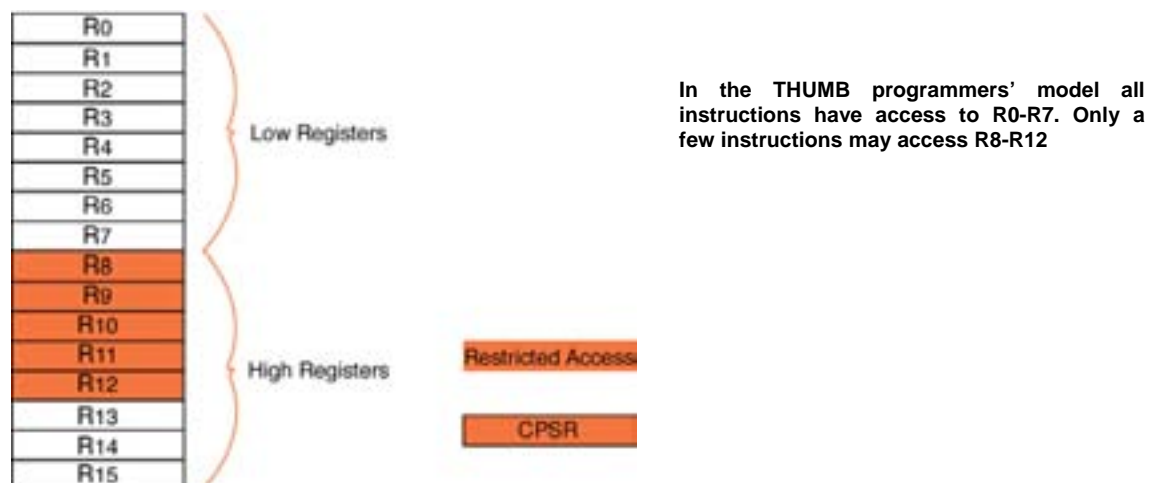 R0
R1
R2
R3
R4
R5
R6
R7
R8
R9
R10
R11
R12
R13
R14
R15
Low Registers
High Registers
Restricted Access
CPSR
In the THUMB programmers’ model all
instructions have access to R0-R7. Only a
few instructions may access R8-R12